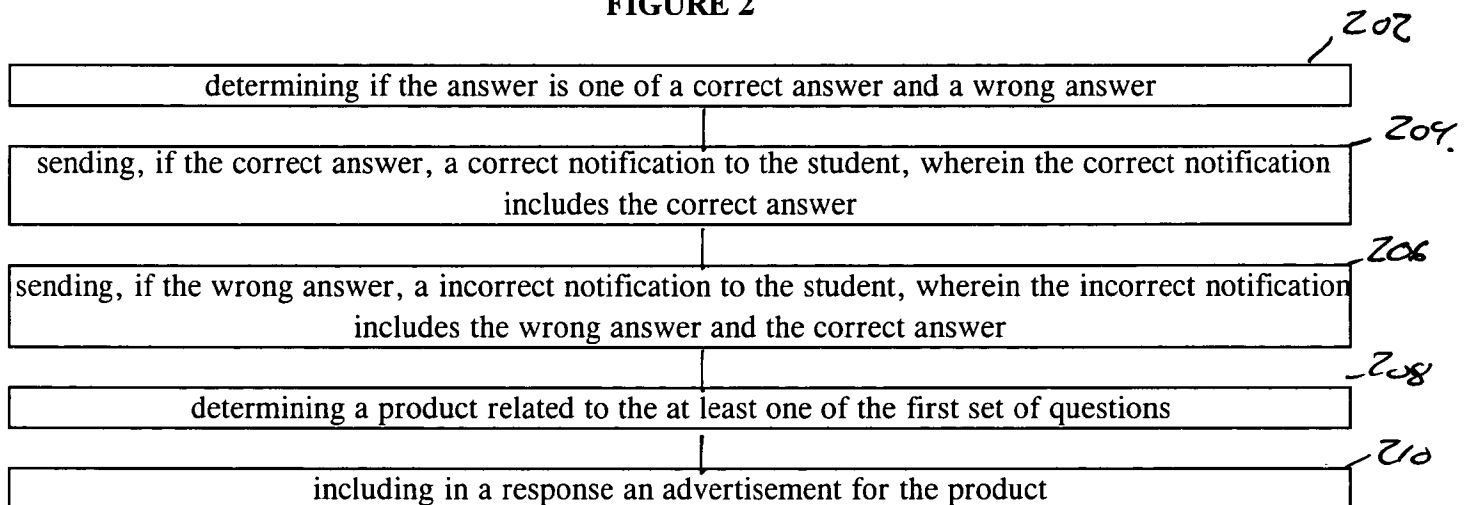 FIGURE 2
202
determining if the answer is one of a correct answer and a wrong answer
204.
sending, if the correct answer, a correct notification to the student, wherein the correct notification
includes the correct answer
206
sending, if the wrong answer, a incorrect notification to the student, wherein the incorrect notification
includes the wrong answer and the correct answer
208
determining a product related to the at least one of the first set of questions
210
including in a response an advertisement for the product